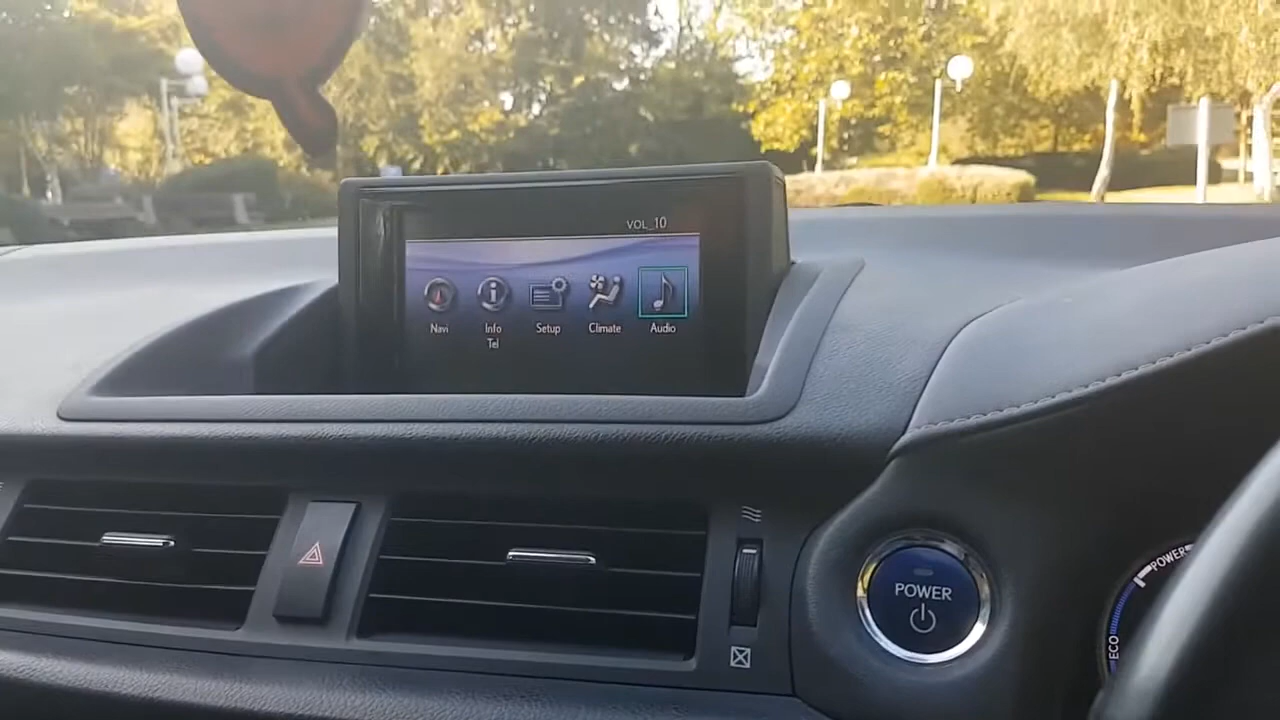 VOL_10
Navi
Info
Tel
Setup
Climate
Audio
POWER
POWER
ECO